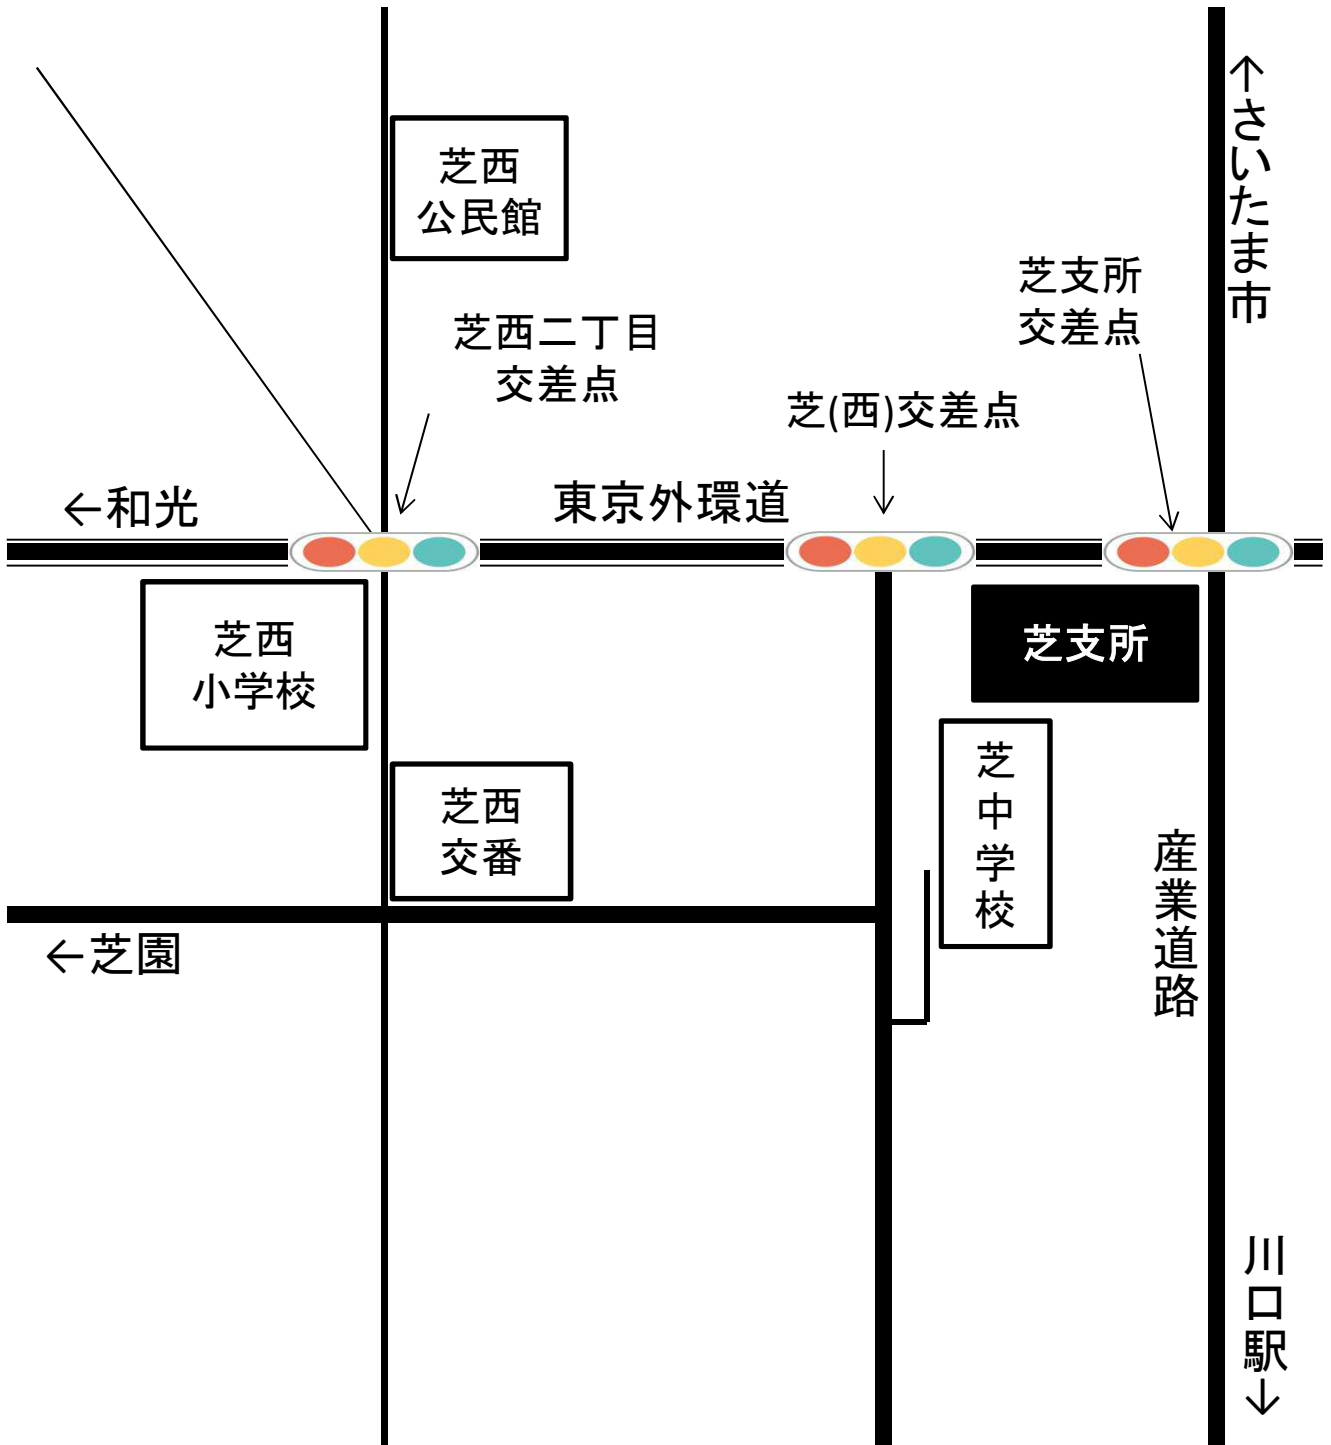 ↑さいたま市
芝西
公民館
芝支所
交差点
芝西二丁目
交差点
芝(西)交差点
←和光
東京外環道
芝西
小学校
芝支所
芝中学校
芝西
交番
産業道路
←芝園
川口駅↓